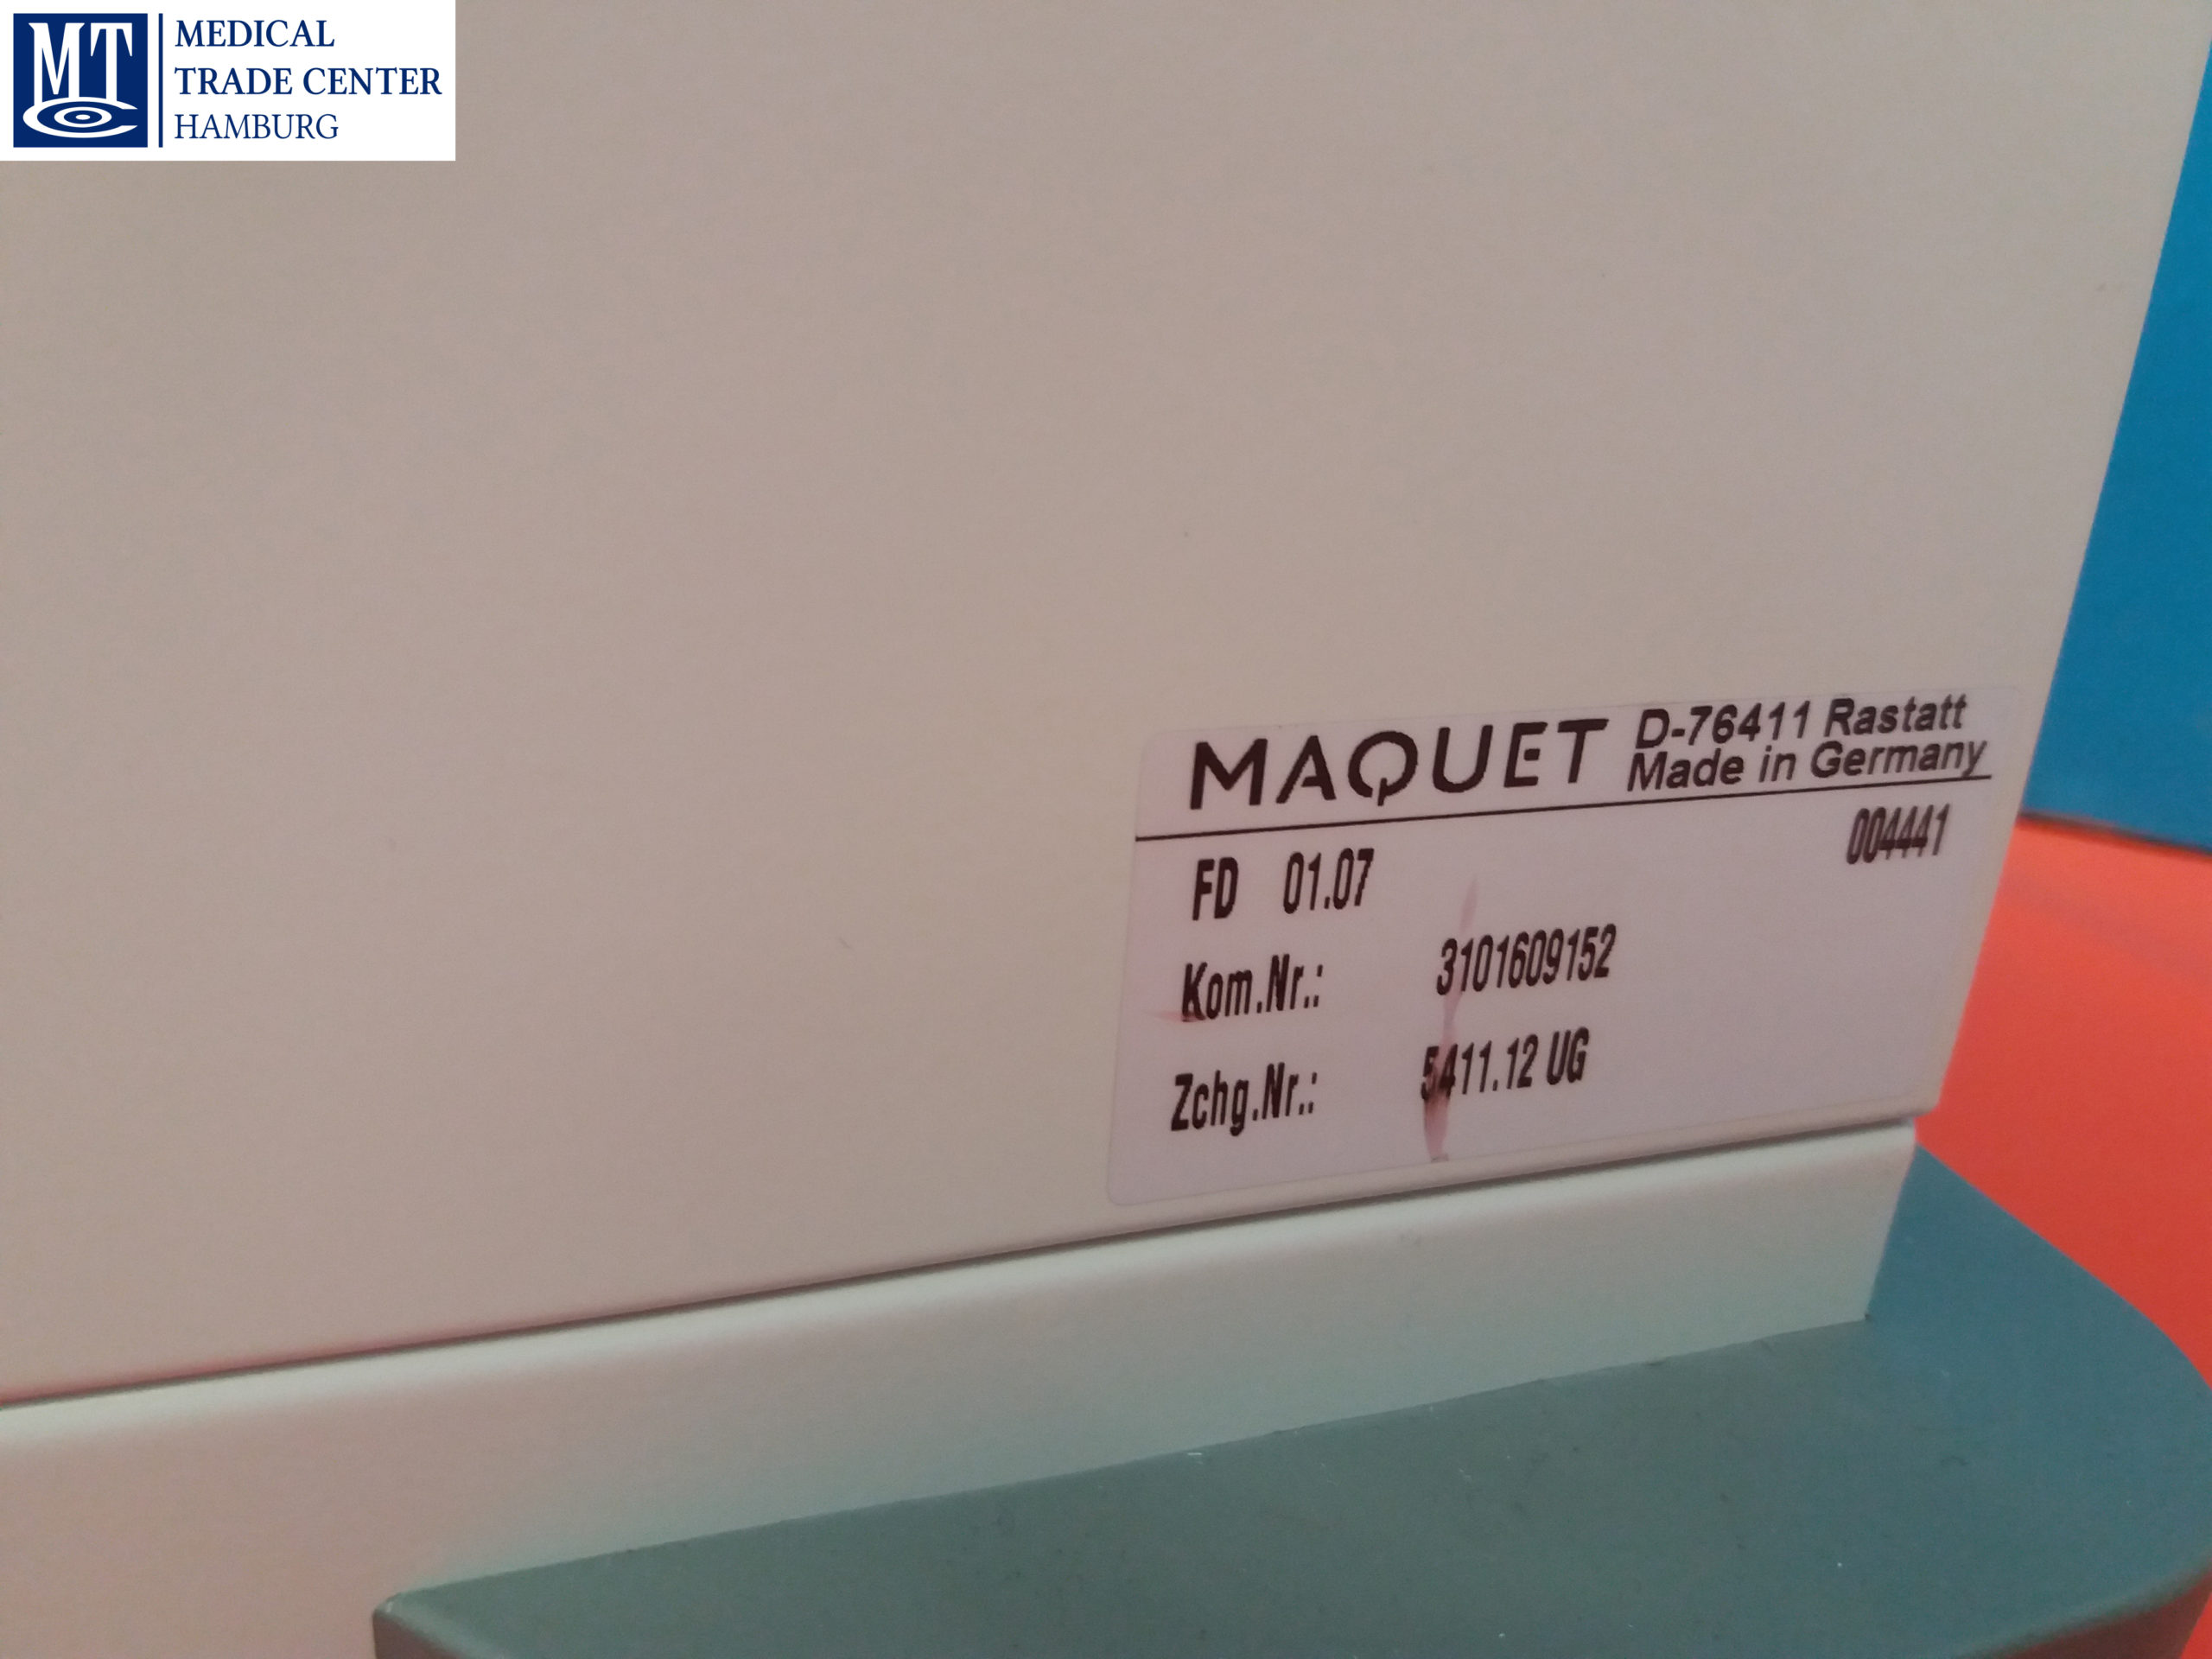 MTC
MEDICAL
TRADE CENTER
HAMBURG
MAQUET D-76411 Rastatt
Made in Germany
004441
FD 01.07
Kom.Nr.: 3101609152
Zchg.Nr.: 5411.12 UG